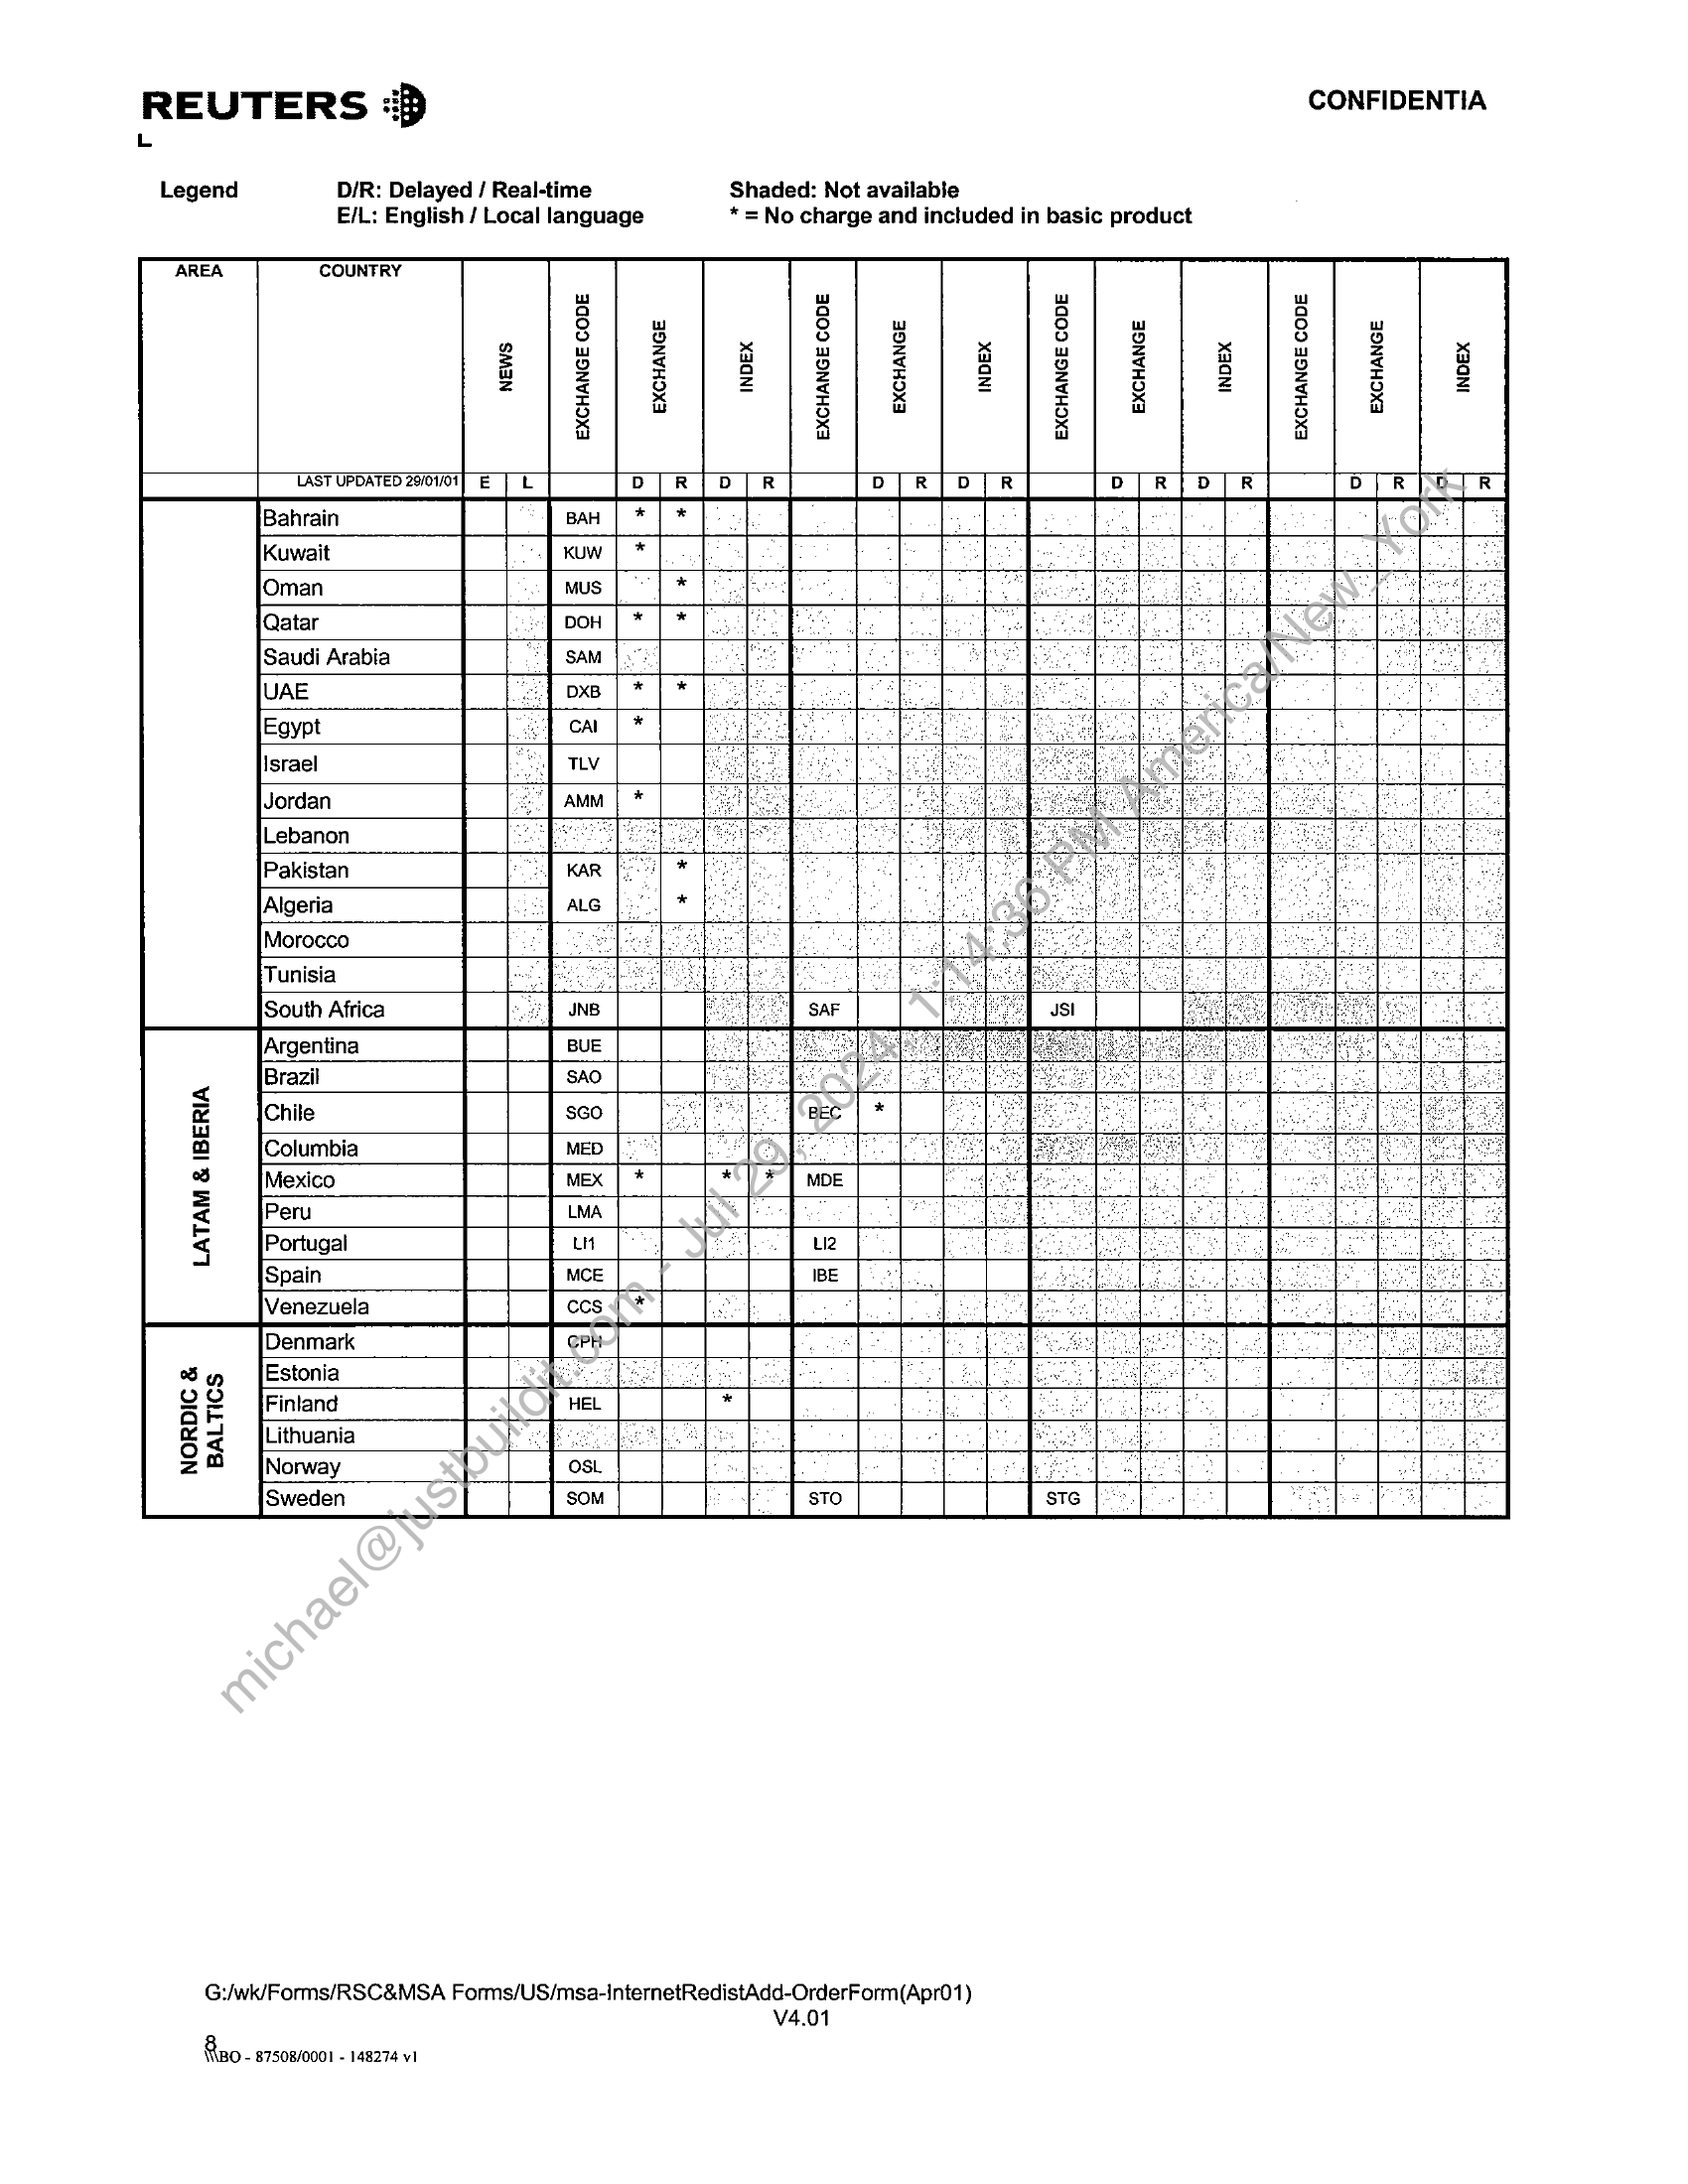 REUTERS CONFIDENTIA
L
Legend D/R: Delayed / Real-time Shaded: Not available
E/L: English / Local language * = No charge and included in basic product
AREA COUNTRY NEWS EXCHANGE CODE EXCHANGE INDEX EXCHANGE CODE EXCHANGE INDEX EXCHANGE CODE EXCHANGE INDEX EXCHANGE CODE EXCHANGE INDEX
LAST UPDATED 29/01/01 E L D R D R D R D R D R D R D R D R
Bahrain BAH * *
Kuwait KUW *
Oman MUS *
Qatar DOH * *
Saudi Arabia SAM
UAE DXB * *
Egypt CAI *
Israel TLV
Jordan AMM *
Lebanon
Pakistan KAR *
Algeria ALG *
Morocco
Tunisia
South Africa JNB SAF JSI
LATAM & IBERIA
Argentina BUE
Brazil SAO
Chile SGO BEC *
Columbia MED
Mexico MEX * * * MDE
Peru LMA
Portugal LI1 LI2
Spain MCE IBE
Venezuela CCS *
NORDIC &
BALTICS
Denmark CPH
Estonia
Finland HEL *
Lithuania
Norway OSL
Sweden SOM STO STG
michael@justbuildit.com - Jul 29, 2024, 1:14:36 PM America/New_York
G:/wk/Forms/RSC&MSA Forms/US/msa-InternetRedistAdd-OrderForm(Apr01)
V4.01
8
\\\BO - 87508/0001 - 148274 v1